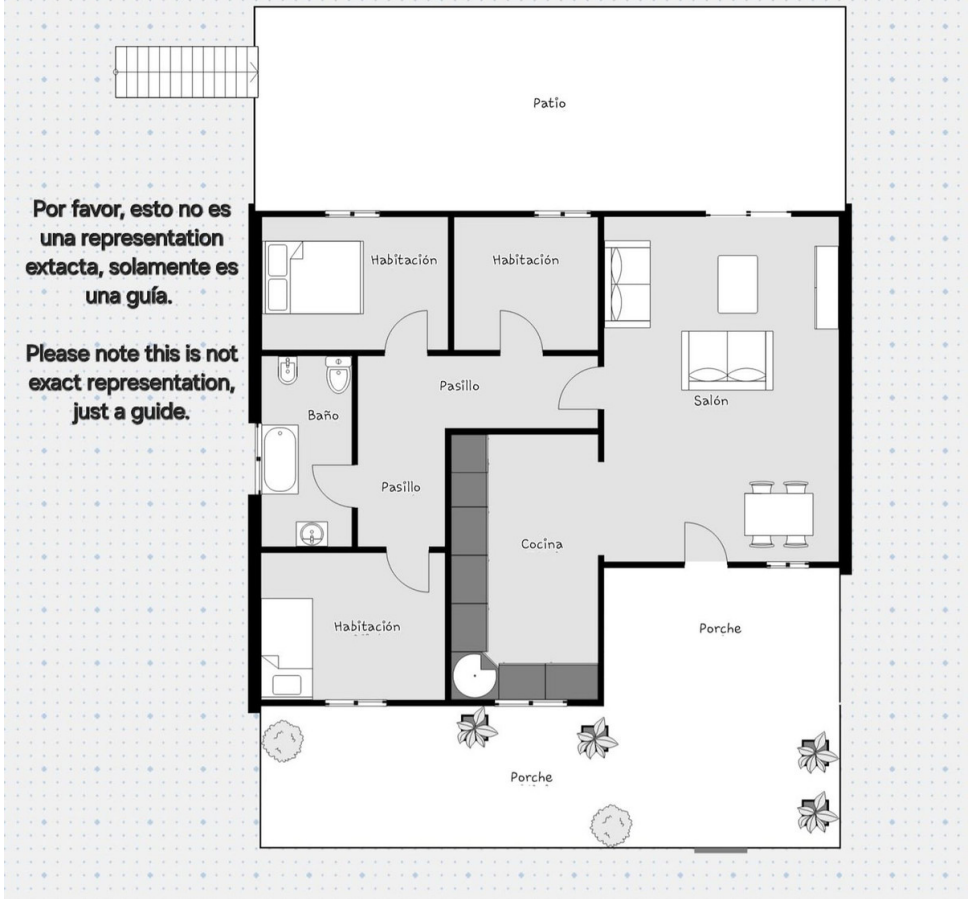 Patio
Por favor, esto no es
una representation
extacta, solamente es
una guía.
Please note this is not
exact representation,
just a guide.
Habitación
Habitación
Pasillo
Salón
Baño
Pasillo
Cocina
Habitación
Porche
Porche